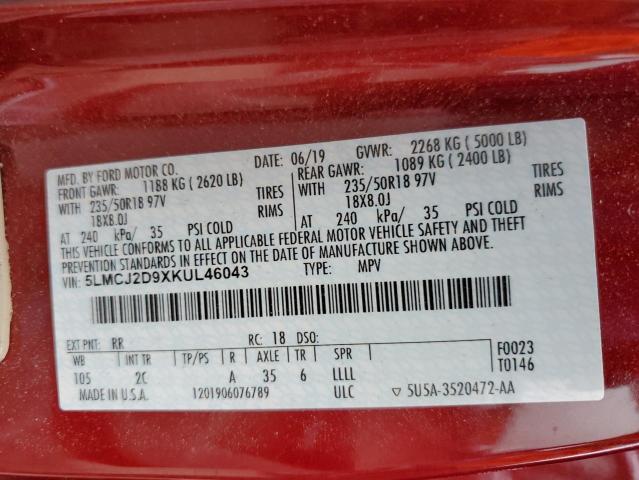 MFD. BY FORD MOTOR CO. DATE: 06/19 GVWR: 2268 KG ( 5000 LB)
FRONT GAWR: 1188 KG ( 2620 LB) REAR GAWR: 1089 KG ( 2400 LB)
WITH 235/50R18 97V TIRES WITH 235/50R18 97V TIRES
18X8.0J RIMS 18X8.0J RIMS
AT 240 kPa/ 35 PSI COLD AT 240 kPa/ 35 PSI COLD
THIS VEHICLE CONFORMS TO ALL APPLICABLE FEDERAL MOTOR VEHICLE SAFETY AND THEFT
PREVENTION STANDARDS IN EFFECT ON THE DATE OF MANUFACTURE SHOWN ABOVE.
VIN: 5LMCJ2D9XKUL46043 TYPE: MPV
EXT PNT: RR RC: 18 DSO: F0023
WB INT TR TP/PS R AXLE TR SPR T0146
105 2C A 35 6 LLLL
MADE IN U.S.A. 1201906076789 ULC ▽ 5U5A-3520472-AA